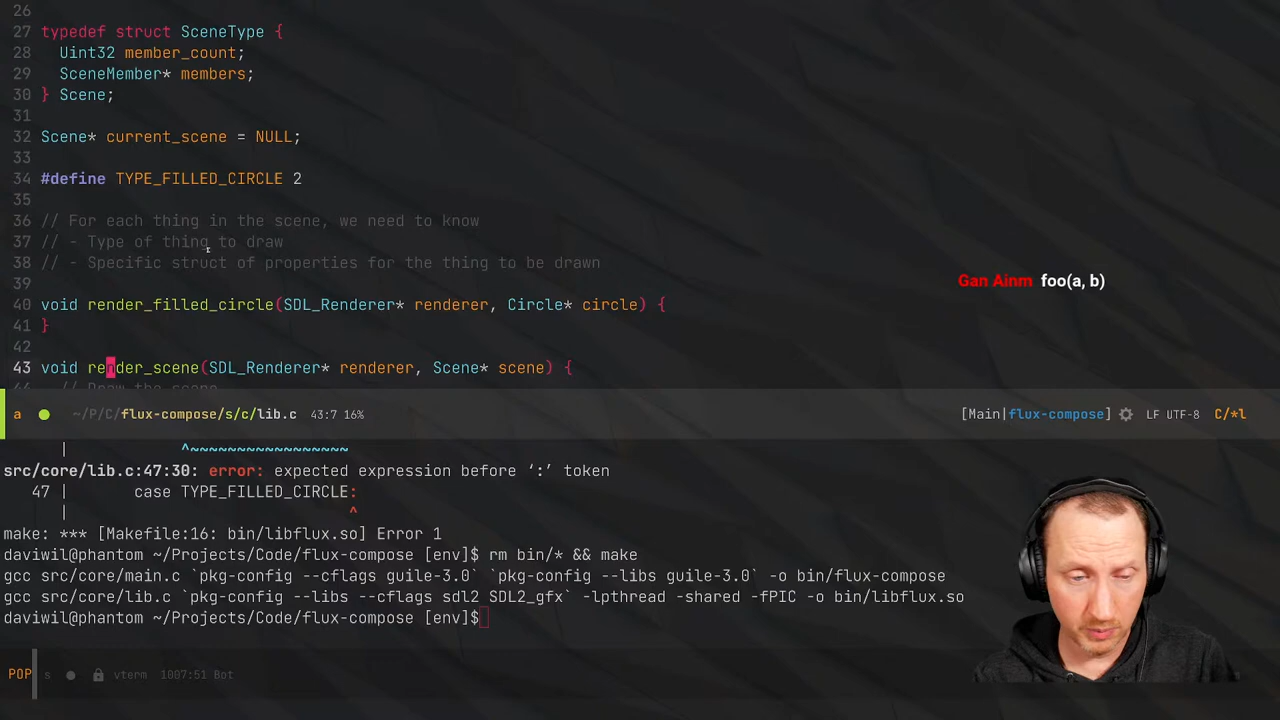 26
27 typedef struct SceneType {
28   Uint32 member_count;
29   SceneMember* members;
30 } Scene;
31
32 Scene* current_scene = NULL;
33
34 #define TYPE_FILLED_CIRCLE 2
35
36 // For each thing in the scene, we need to know
37 // - Type of thing to draw
38 // - Specific struct of properties for the thing to be drawn
39
40 void render_filled_circle(SDL_Renderer* renderer, Circle* circle) {
41 }
42
43 void render_scene(SDL_Renderer* renderer, Scene* scene) {
44   // Draw the scene
Gan Ainm foo(a, b)
a ~/P/C/flux-compose/s/c/lib.c 43:7 16% [Main|flux-compose] LF UTF-8 C/*l
| ^~~~~~~~~~~~~~~~~~
src/core/lib.c:47:30: error: expected expression before ‘:’ token
47 | case TYPE_FILLED_CIRCLE:
| ^
make: *** [Makefile:16: bin/libflux.so] Error 1
daviwil@phantom ~/Projects/Code/flux-compose [env]$ rm bin/* && make
gcc src/core/main.c `pkg-config --cflags guile-3.0` `pkg-config --libs guile-3.0` -o bin/flux-compose
gcc src/core/lib.c `pkg-config --libs --cflags sdl2 SDL2_gfx` -lpthread -shared -fPIC -o bin/libflux.so
daviwil@phantom ~/Projects/Code/flux-compose [env]$
POP s vterm 1007:51 Bot